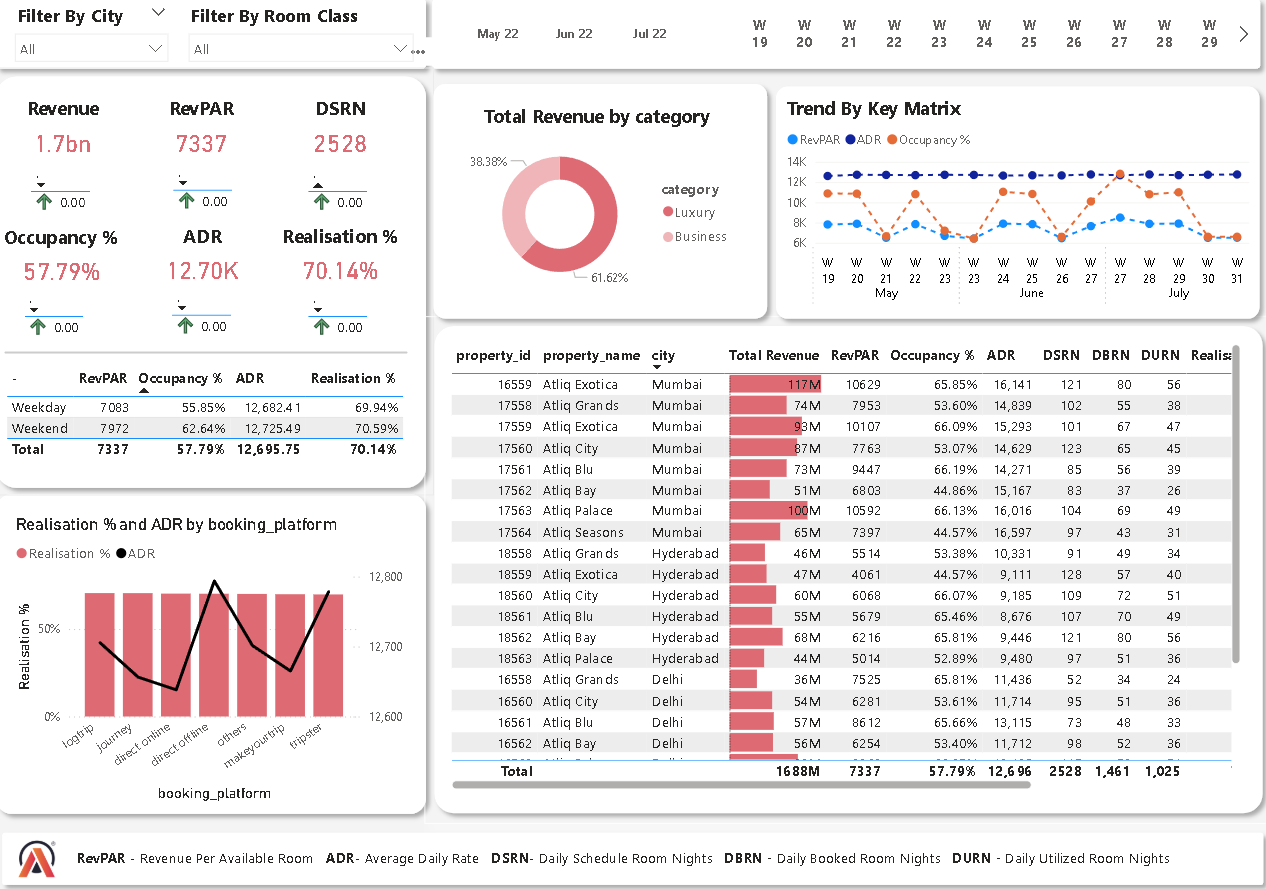 Filter By City
Filter By Room Class
All
All
May 22 Jun 22 Jul 22
W 19 W 20 W 21 W 22 W 23 W 24 W 25 W 26 W 27 W 28 W 29
Revenue RevPAR DSRN
1.7bn 7337 2528
0.00 0.00 0.00
Occupancy % ADR Realisation %
57.79% 12.70K 70.14%
0.00 0.00 0.00
- RevPAR Occupancy % ADR Realisation %
Weekday 7083 55.85% 12,682.41 69.94%
Weekend 7972 62.64% 12,725.49 70.59%
Total 7337 57.79% 12,695.75 70.14%
Total Revenue by category
38.38%
61.62%
category
Luxury
Business
Trend By Key Matrix
RevPAR ADR Occupancy %
14K
12K
10K
8K
6K
W 19 W 20 W 21 W 22 W 23 W 23 W 24 W 25 W 26 W 27 W 27 W 28 W 29 W 30 W 31
May June July
Realisation % and ADR by booking_platform
Realisation % ADR
Realisation %
50%
0%
12,800
12,700
12,600
logtrip journey direct online direct offline others makeyourtrip tripster
booking_platform
property_id property_name city Total Revenue RevPAR Occupancy % ADR DSRN DBRN DURN Realisa
16559 Atliq Exotica Mumbai 117M 10629 65.85% 16,141 121 80 56
17558 Atliq Grands Mumbai 74M 7953 53.60% 14,839 102 55 38
17559 Atliq Exotica Mumbai 93M 10107 66.09% 15,293 101 67 47
17560 Atliq City Mumbai 87M 7763 53.07% 14,629 123 65 45
17561 Atliq Blu Mumbai 73M 9447 66.19% 14,271 85 56 39
17562 Atliq Bay Mumbai 51M 6803 44.86% 15,167 83 37 26
17563 Atliq Palace Mumbai 100M 10592 66.13% 16,016 104 69 49
17564 Atliq Seasons Mumbai 65M 7397 44.57% 16,597 97 43 31
18558 Atliq Grands Hyderabad 46M 5514 53.38% 10,331 91 49 34
18559 Atliq Exotica Hyderabad 47M 4061 44.57% 9,111 128 57 40
18560 Atliq City Hyderabad 60M 6068 66.07% 9,185 109 72 51
18561 Atliq Blu Hyderabad 55M 5679 65.46% 8,676 107 70 49
18562 Atliq Bay Hyderabad 68M 6216 65.81% 9,446 121 80 56
18563 Atliq Palace Hyderabad 44M 5014 52.89% 9,480 97 51 36
16558 Atliq Grands Delhi 36M 7525 65.81% 11,436 52 34 24
16560 Atliq City Delhi 54M 6281 53.61% 11,714 95 51 36
16561 Atliq Blu Delhi 57M 8612 65.66% 13,115 73 48 33
16562 Atliq Bay Delhi 56M 6254 53.40% 11,712 98 52 36
Total 1688M 7337 57.79% 12,696 2528 1,461 1,025
RevPAR - Revenue Per Available Room ADR- Average Daily Rate DSRN- Daily Schedule Room Nights DBRN - Daily Booked Room Nights DURN - Daily Utilized Room Nights